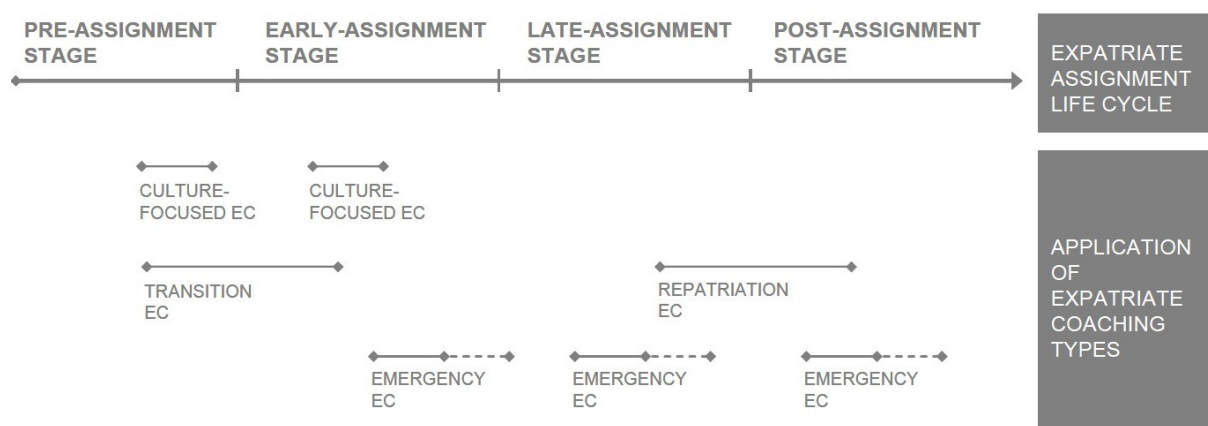 PRE-ASSIGNMENT
STAGE
EARLY-ASSIGNMENT
STAGE
LATE-ASSIGNMENT
STAGE
POST-ASSIGNMENT
STAGE
EXPATRIATE
ASSIGNMENT
LIFE CYCLE
CULTURE-
FOCUSED EC
CULTURE-
FOCUSED EC
TRANSITION
EC
REPATRIATION
EC
EMERGENCY
EC
EMERGENCY
EC
EMERGENCY
EC
APPLICATION
OF
EXPATRIATE
COACHING
TYPES